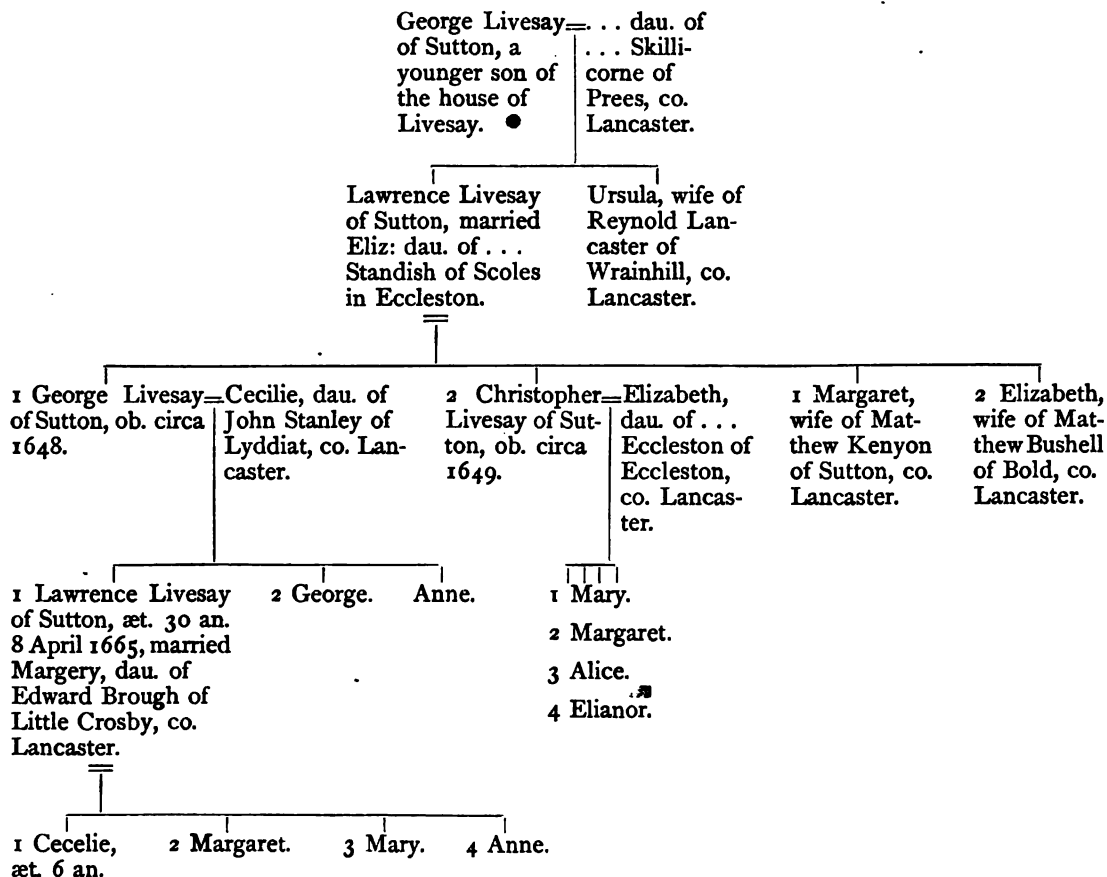 George Livesay=. . . dau. of
of Sutton, a
younger son of
the house of
Livesay.
. . . Skilli-
corne of
Prees, co.
Lancaster.
Lawrence Livesay
of Sutton, married
Eliz: dau. of . . .
Standish of Scoles
in Eccleston.
Ursula, wife of
Reynold Lan-
caster of
Wrainhill, co.
Lancaster.
1 George Livesay=
of Sutton, ob. circa
1648.
Cecilie, dau. of
John Stanley of
Lyddiat, co. Lan-
caster.
2 Christopher=
Livesay of Sut-
ton, ob. circa
1649.
Elizabeth,
dau. of . . .
Eccleston of
Eccleston,
co. Lancas-
ter.
1 Margaret,
wife of Mat-
thew Kenyon
of Sutton, co.
Lancaster.
2 Elizabeth,
wife of Mat-
thew Bushell
of Bold, co.
Lancaster.
1 Lawrence Livesay
of Sutton, æt. 30 an.
8 April 1665, married
Margery, dau. of
Edward Brough of
Little Crosby, co.
Lancaster.
2 George.
Anne.
1 Mary.
2 Margaret.
3 Alice.
4 Elianor.
1 Cecelie,
æt. 6 an.
2 Margaret.
3 Mary.
4 Anne.